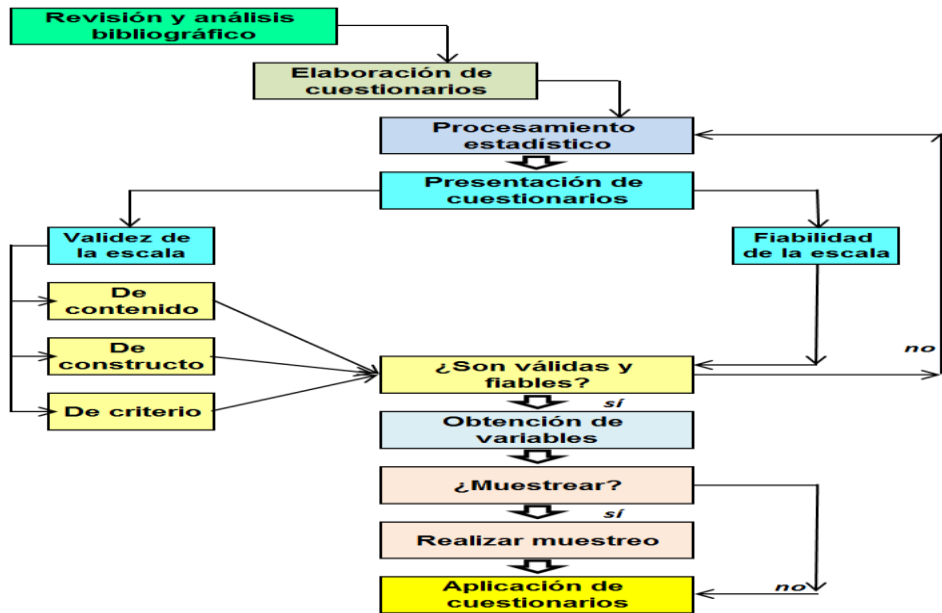 Revisión y análisis
bibliográfico
Elaboración de
cuestionarios
Procesamiento
estadístico
Presentación de
cuestionarios
Validez de
la escala
Fiabilidad
de la escala
De
contenido
De
constructo
De criterio
¿Son válidas y
fiables?
no
sí
Obtención de
variables
¿Muestrear?
sí
Realizar muestreo
Aplicación de
cuestionarios
no